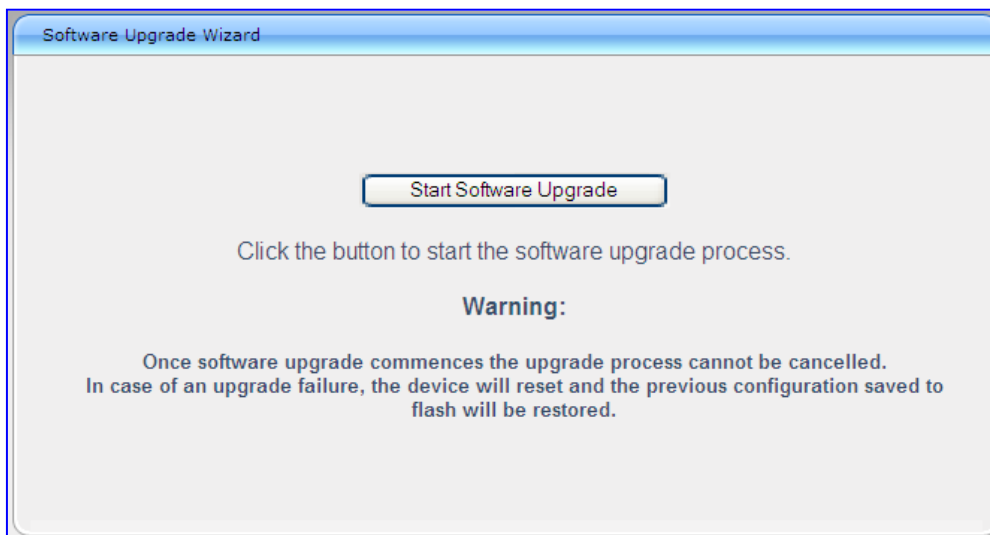 Software Upgrade Wizard
Start Software Upgrade
Click the button to start the software upgrade process.
Warning:
Once software upgrade commences the upgrade process cannot be cancelled.
In case of an upgrade failure, the device will reset and the previous configuration saved to
flash will be restored.